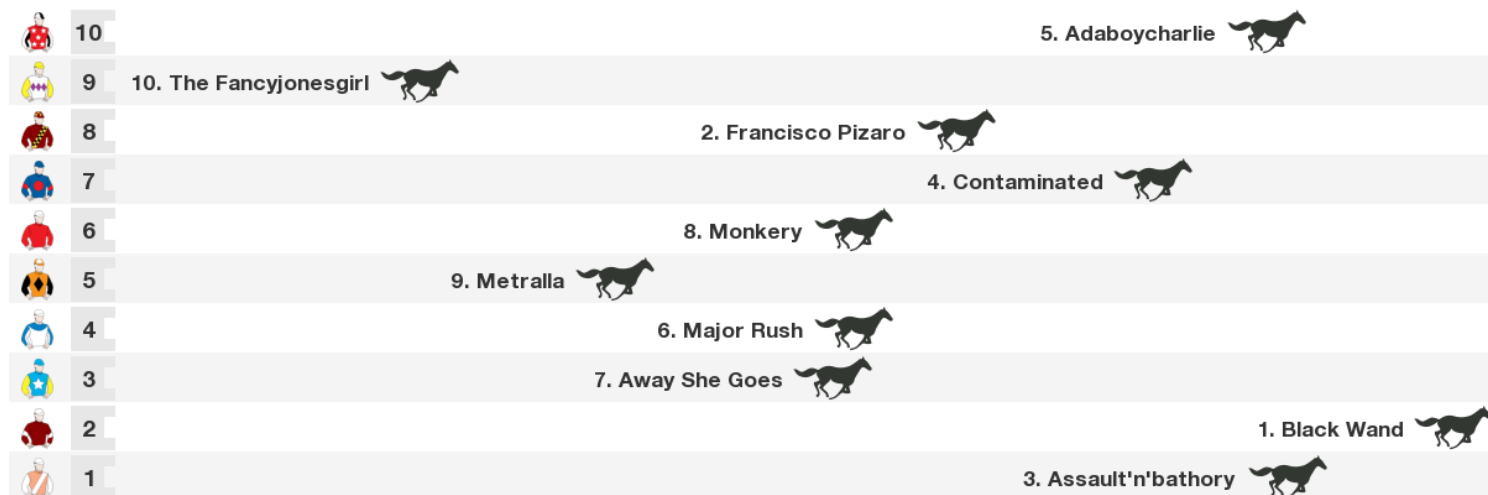 10 5. Adaboycharlie
9 10. The Fancyjonesgirl
8 2. Francisco Pizaro
7 4. Contaminated
6 8. Monkery
5 9. Metralla
4 6. Major Rush
3 7. Away She Goes
2 1. Black Wand
1 3. Assault'n'bathory